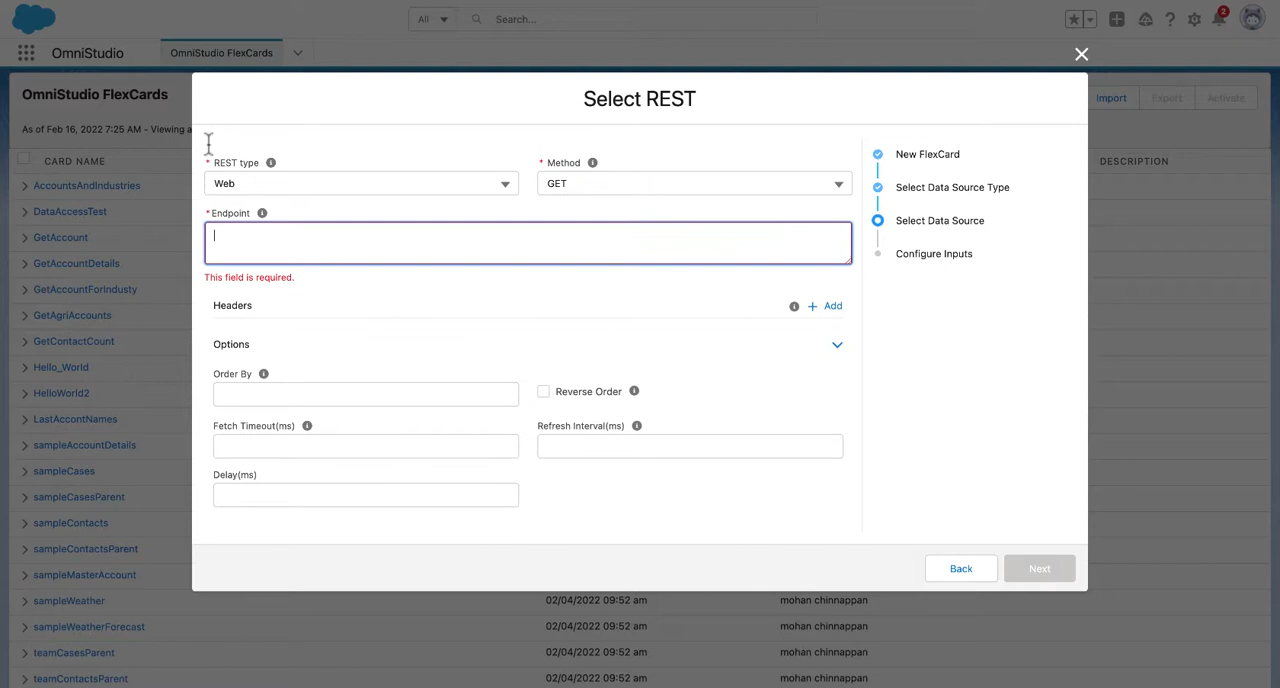 All
Search...
2
OmniStudio
OmniStudio FlexCards
OmniStudio FlexCards
As of Feb 16, 2022 7:25 AM - Viewing a
Import
Export
Activate
CARD NAME
DESCRIPTION
AccountsAndIndustries
DataAccessTest
GetAccount
GetAccountDetails
GetAccountForIndusty
GetAgriAccounts
GetContactCount
Hello_World
HelloWorld2
LastAccontNames
sampleAccountDetails
sampleCases
sampleCasesParent
sampleContacts
sampleContactsParent
sampleMasterAccount
sampleWeather 02/04/2022 09:52 am mohan chinnappan
sampleWeatherForecast 02/04/2022 09:52 am mohan chinnappan
teamCasesParent 02/04/2022 09:52 am mohan chinnappan
teamContactsParent 02/04/2022 09:52 am mohan chinnappan
Select REST
* REST type
Web
* Method
GET
* Endpoint
This field is required.
Headers
+ Add
Options
Order By
Reverse Order
Fetch Timeout(ms)
Refresh Interval(ms)
Delay(ms)
New FlexCard
Select Data Source Type
Select Data Source
Configure Inputs
Back
Next